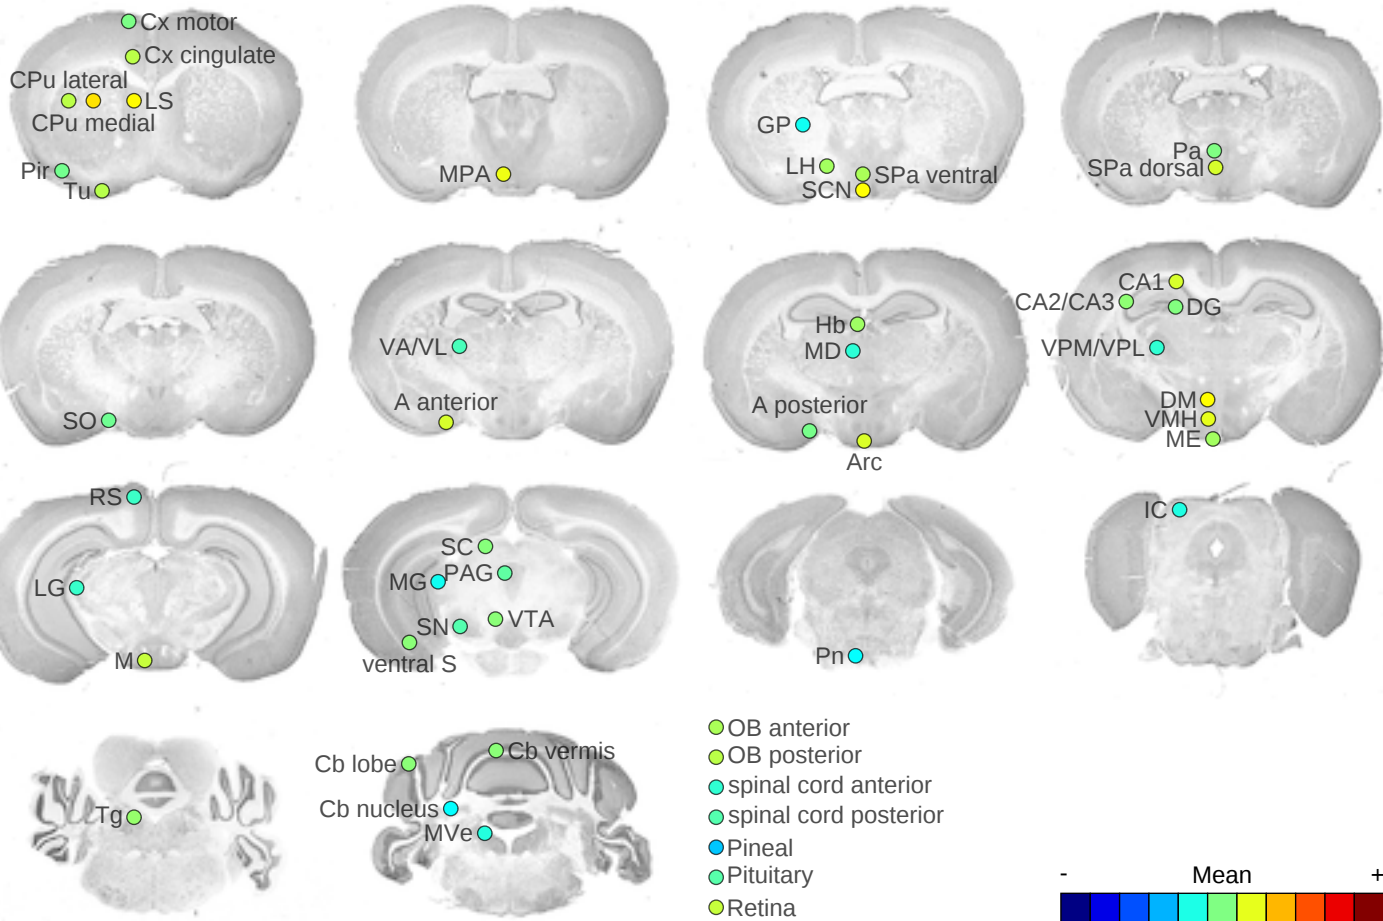 Cx motor
Cx cingulate
CPu lateral
LS
CPu medial
Pir
Tu
MPA
GP
LH
SPa ventral
SCN
Pa
SPa dorsal
SO
VA/VL
A anterior
Hb
MD
A posterior
Arc
CA1
CA2/CA3
DG
VPM/VPL
DM
VMH
ME
RS
LG
M
SC
PAG
MG
VTA
SN
ventral S
Pn
IC
Tg
Cb vermis
Cb lobe
Cb nucleus
MVe
OB anterior
OB posterior
spinal cord anterior
spinal cord posterior
Pineal
Pituitary
Retina
- Mean +